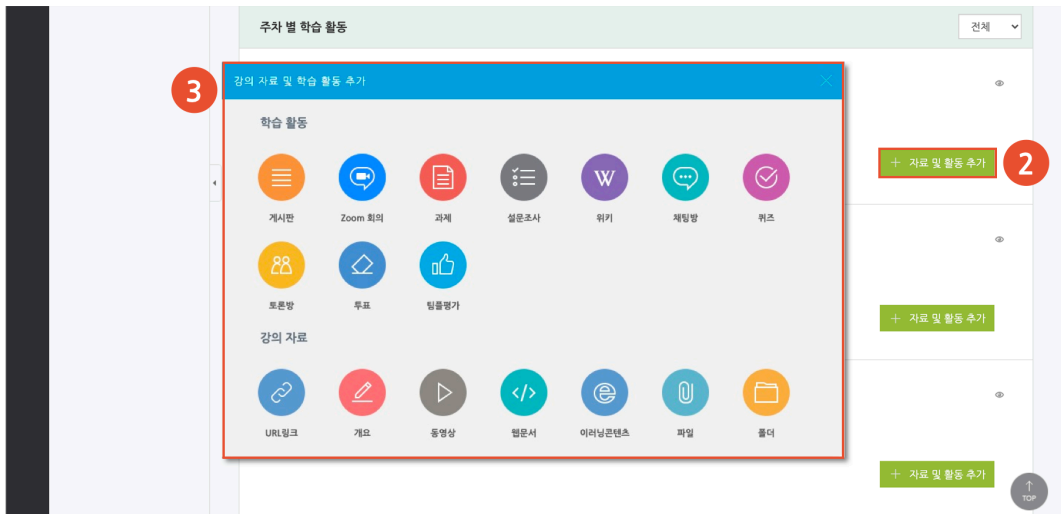 주차 별 학습 활동
전체
3
강의 자료 및 학습 활동 추가
학습 활동
게시판
Zoom 회의
과제
설문조사
W
위키
채팅방
퀴즈
토론방
투표
팀플평가
강의 자료
URL링크
개요
동영상
</>
웹문서
e
이러닝콘텐츠
파일
폴더
+ 자료 및 활동 추가
2
+ 자료 및 활동 추가
+ 자료 및 활동 추가
TOP